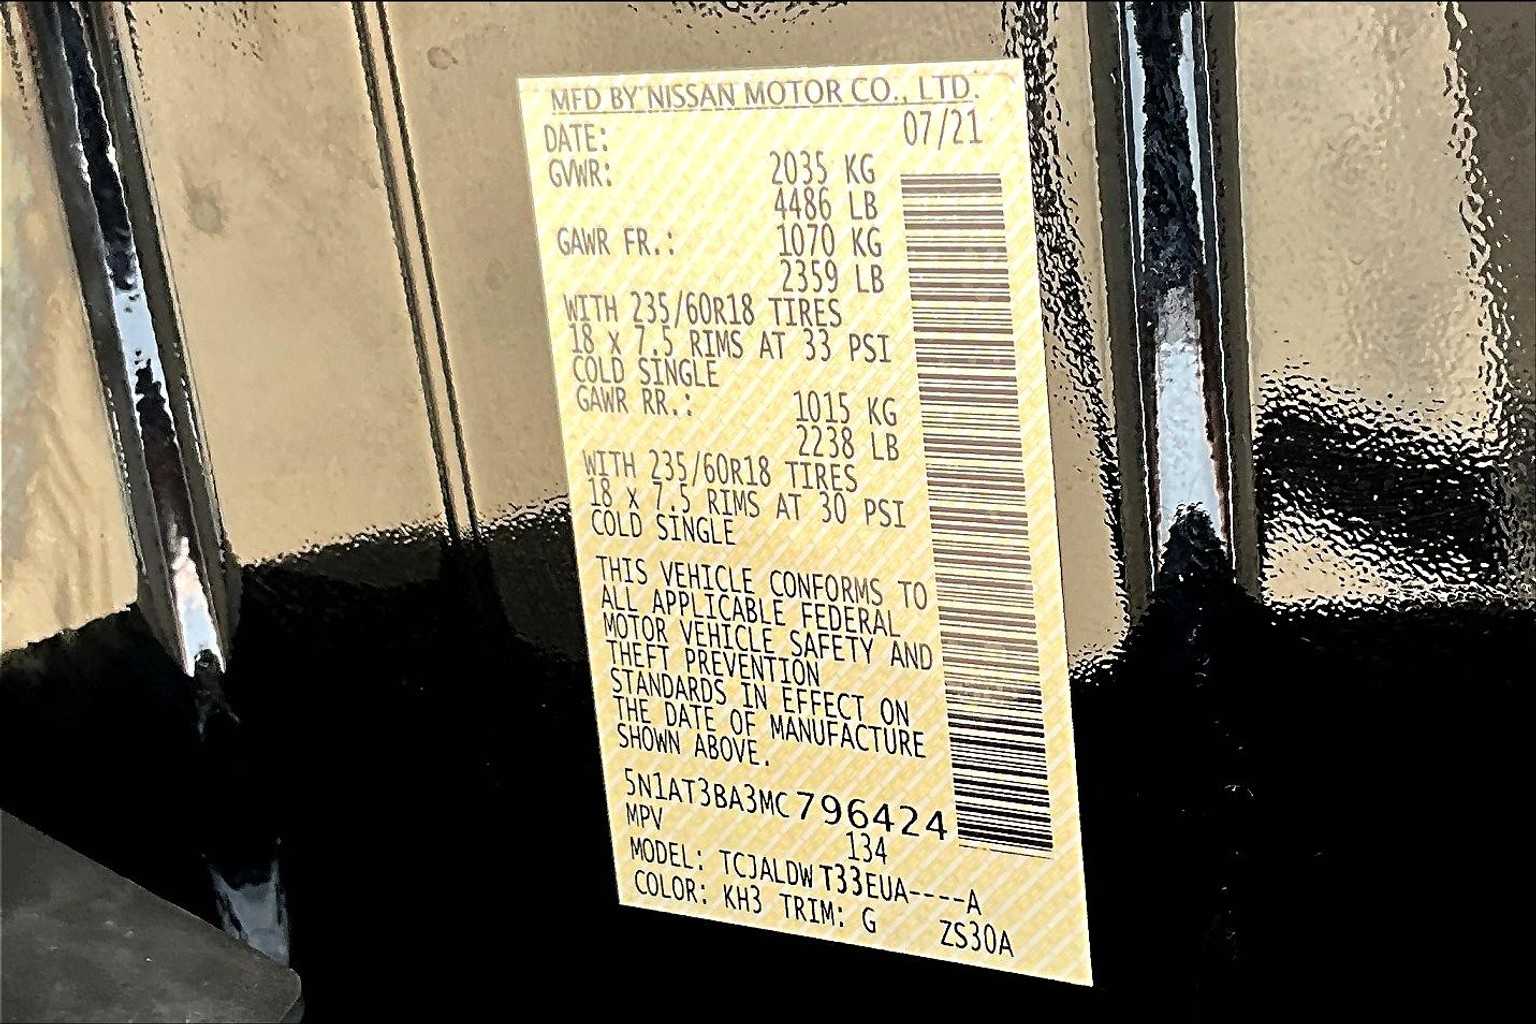 MFD BY NISSAN MOTOR CO., LTD.
DATE: 07/21
GVWR: 2035 KG
4486 LB
GAWR FR.: 1070 KG
2359 LB
WITH 235/60R18 TIRES
18 X 7.5 RIMS AT 33 PSI
COLD SINGLE
GAWR RR.: 1015 KG
2238 LB
WITH 235/60R18 TIRES
18 X 7.5 RIMS AT 30 PSI
COLD SINGLE
THIS VEHICLE CONFORMS TO
ALL APPLICABLE FEDERAL
MOTOR VEHICLE SAFETY AND
THEFT PREVENTION
STANDARDS IN EFFECT ON
THE DATE OF MANUFACTURE
SHOWN ABOVE.
5N1AT3BA3MC796424
MPV 134
MODEL: TCJALDWT33EUA----A
COLOR: KH3 TRIM: G ZS30A